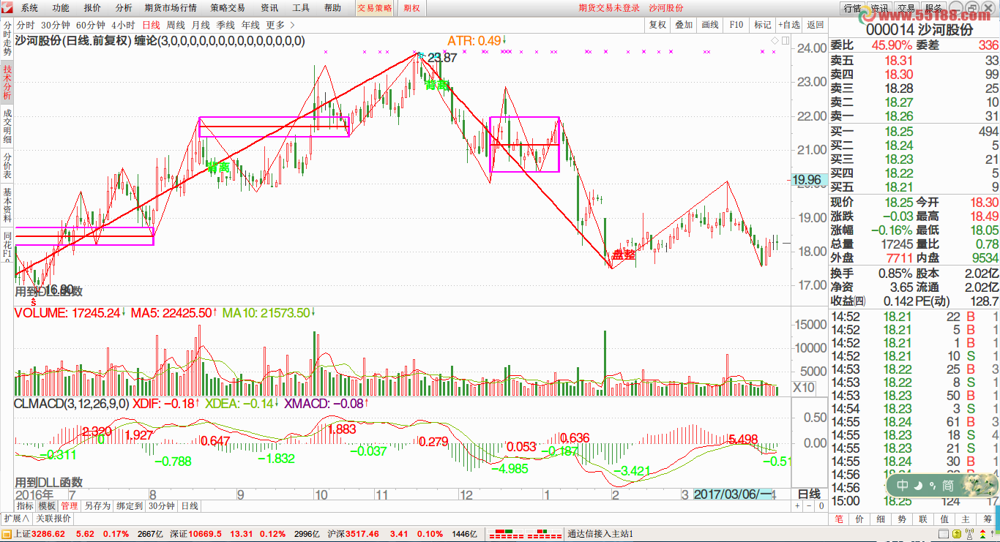 系统 功能 报价 分析 期货市场行情 策略交易 资讯 工具 帮助 交易策略 期权 期货交易未登录 沙河股份 行情 资讯 交易 服务
www.55188.com
分时 30分钟 60分钟 4小时 日线 周线 月线 季线 年线 更多 复权 叠加 画线 F10 标记 +自选 返回
000014 沙河股份
分时走势
技术分析
成交明细
分价表
基本资料
同花F10
沙河股份(日线.前复权) 缠论(3,0,0,0,0,0,0,0,0,0,0,0,0,0,0,0) ATR: 0.49↓
24.00
23.00
22.00
21.00
20.00
19.96
19.00
18.00
17.00
23.87
背离
背离
盘整
16.80
用到DLL函数
S
VOLUME: 17245.24↓ MA5: 22425.50↑ MA10: 21573.50↓
15000
10000
5000
X10
CLMACD(3,12,26,9,0) XDIF: −0.18↑ XDEA: −0.14↓ XMACD: −0.08↑
0.50
0.00
2.320 1.927 0.647 1.883 0.279 0.053 0.636 5.498
-0.311 0 -0.788 -1.832 -0.037 -4.985 -0.187 -3.421 -0.51
用到DLL函数
2016年 7 8 9 10 11 12 1 2 3 2017/03/06/一 4 日线
指标 模板 管理 另存为 绑定到 30分钟 日线 + − 0
扩展∧ 关联报价
委比 45.90% 委差 336
卖五 18.31 33
卖四 18.30 99
卖三 18.28 25
卖二 18.27 10
卖一 18.26 31
买一 18.25 494
买二 18.24 5
买三 18.23 21
买四 18.22 5
买五 18.21 9
现价 18.25 今开 18.30
涨跌 −0.03 最高 18.49
涨幅 −0.16% 最低 18.05
总量 17245 量比 0.78
外盘 7711 内盘 9534
换手 0.85% 股本 2.02亿
净资 3.65 流通 2.02亿
收益㈣ 0.142 PE(动) 128.7
14:52 18.21 22 B 1
14:52 18.21 5 B 1
14:52 18.21 1 B 1
14:52 18.21 10 S 1
14:53 18.22 25 B 3
14:53 18.22 8 S 2
14:53 18.23 50 B 1
14:54 18.23 3 S 1
14:55 18.24 61 B 3
14:55 18.23 18 S 4
14:55 18.23 21 S 2
14:55 18.24 30 B 1
14:56 18.24
14:56 18.24
15:00 18.25 124 17
中 简
笔 价 细 势 联 值 主 筹
上证3286.62 5.62 0.17% 2667亿 深证10669.5 13.31 0.12% 2996亿 沪深3517.46 3.41 0.10% 1446亿 通达信接入主站1